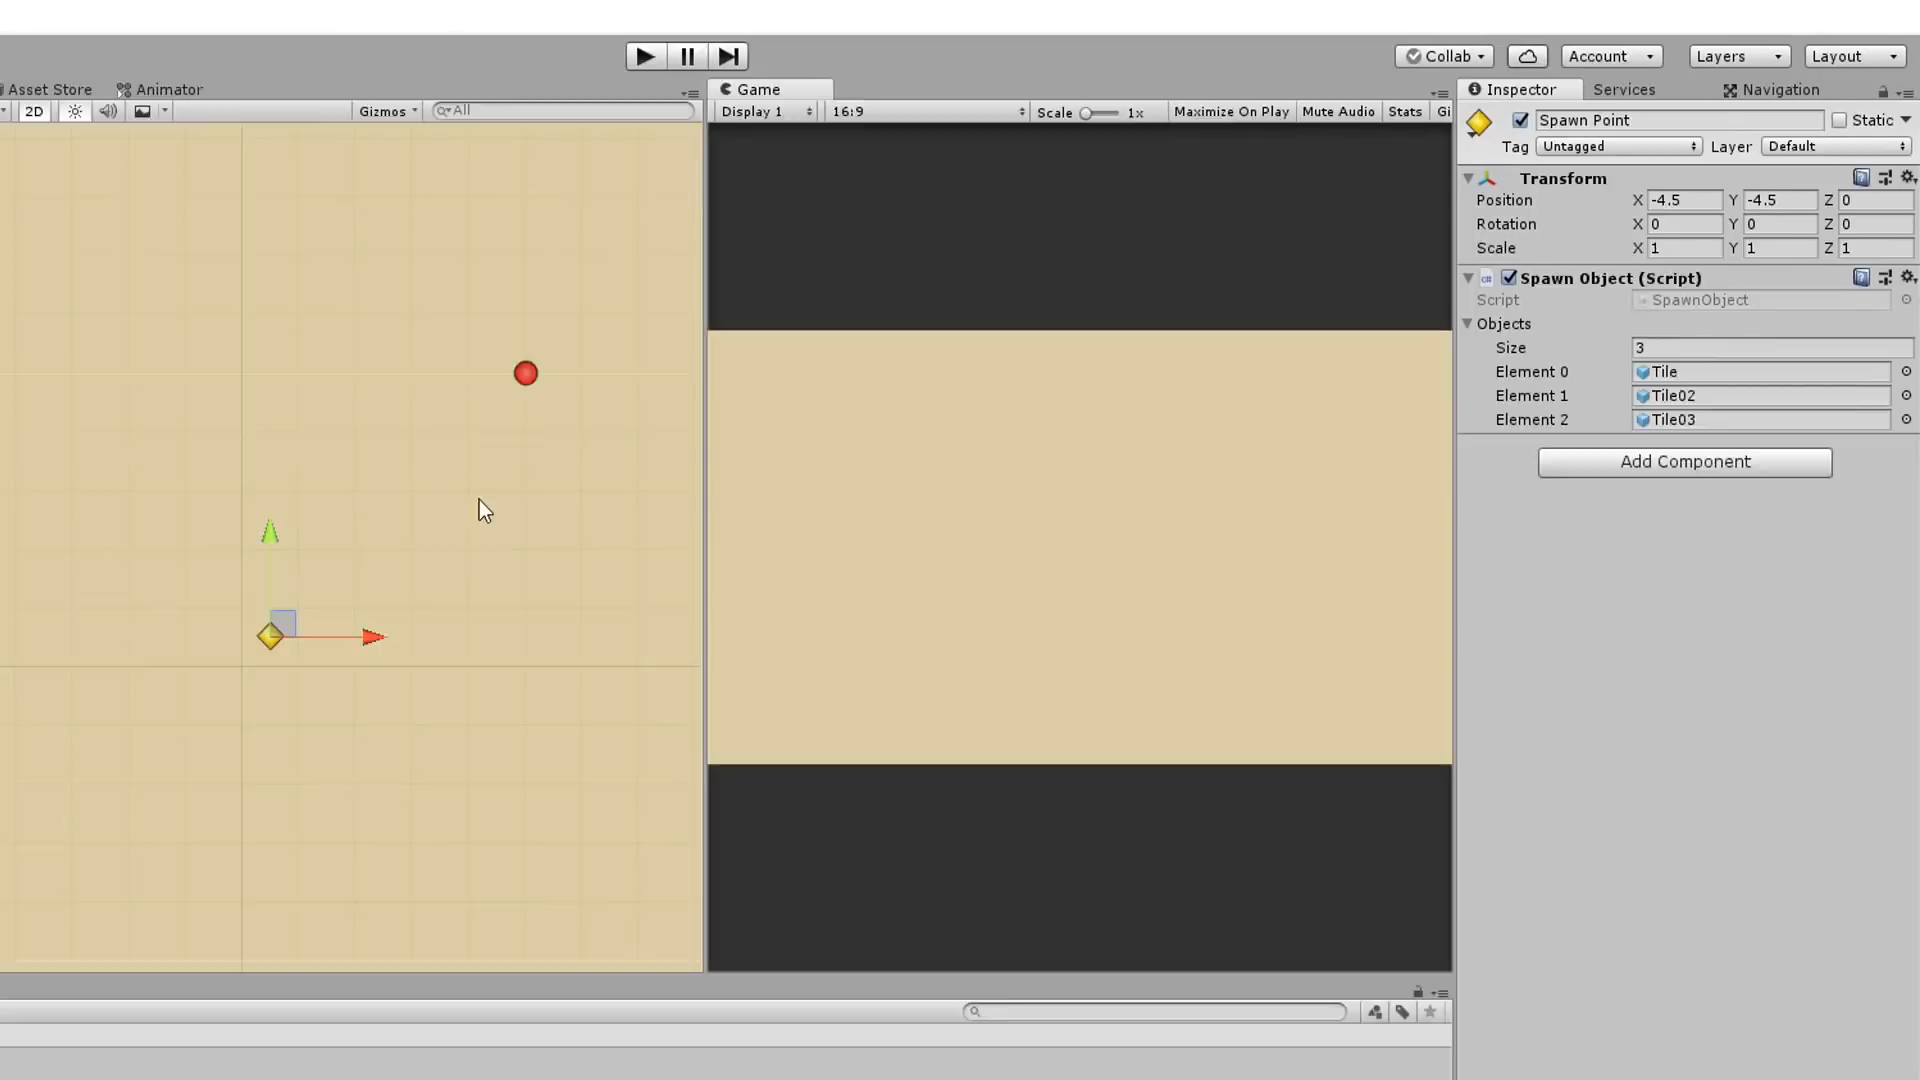 Collab Account Layers Layout
Asset Store Animator Game Inspector Services Navigation
2D Gizmos All Display 1 16:9 Scale 1x Maximize On Play Mute Audio Stats Gi
Spawn Point Static
Tag Untagged Layer Default
Transform
Position X -4.5 Y -4.5 Z 0
Rotation X 0 Y 0 Z 0
Scale X 1 Y 1 Z 1
Spawn Object (Script)
Script SpawnObject
Objects
Size 3
Element 0 Tile
Element 1 Tile02
Element 2 Tile03
Add Component